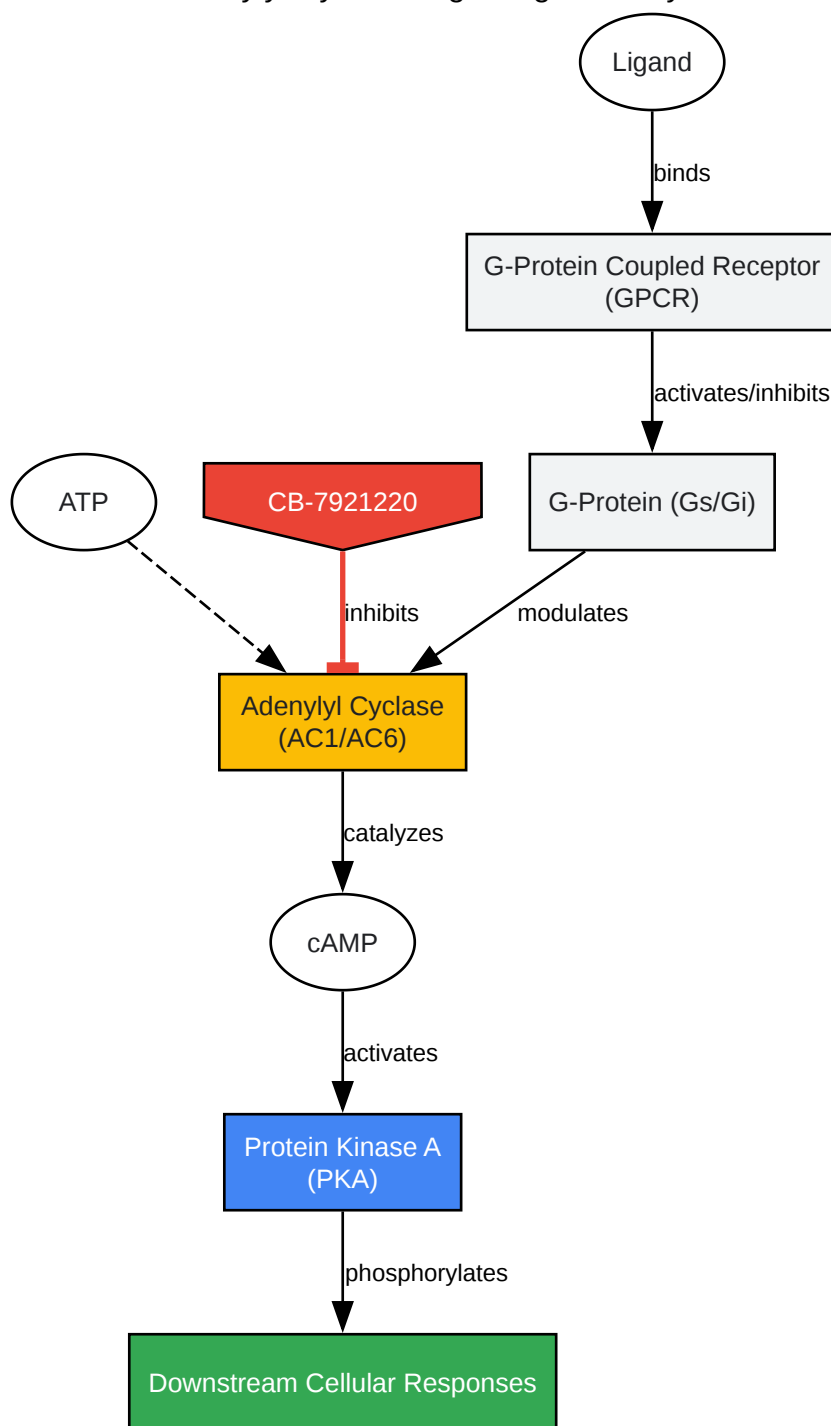 Ligand
binds
G-Protein Coupled Receptor
(GPCR)
activates/inhibits
ATP
CB-7921220
G-Protein (Gs/Gi)
inhibits
modulates
Adenylyl Cyclase
(AC1/AC6)
catalyzes
cAMP
activates
Protein Kinase A
(PKA)
phosphorylates
Downstream Cellular Responses